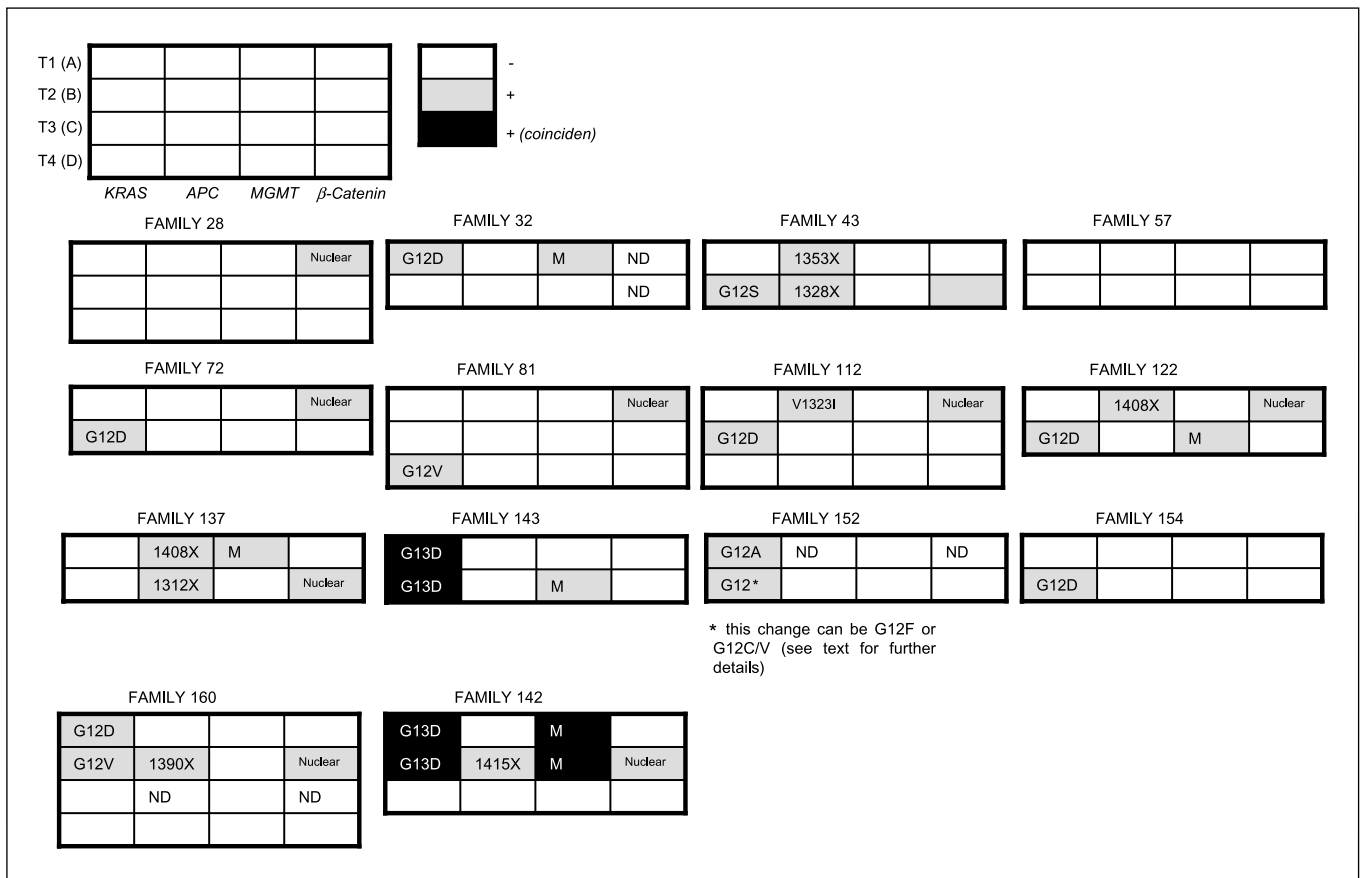 T1 (A)
-
T2 (B)
+
T3 (C)
+ (coinciden)
T4 (D)
KRAS APC MGMT β-Catenin
FAMILY 28 FAMILY 32 FAMILY 43 FAMILY 57
Nuclear G12D M ND 1353X
ND G12S 1328X
FAMILY 72 FAMILY 81 FAMILY 112 FAMILY 122
Nuclear Nuclear V1323I Nuclear 1408X Nuclear
G12D G12D G12D M
G12V
FAMILY 137 FAMILY 143 FAMILY 152 FAMILY 154
1408X M G13D G12A ND ND
1312X Nuclear G13D M G12* G12D
* this change can be G12F or
G12C/V (see text for further
details)
FAMILY 160 FAMILY 142
G12D G13D M
G12V 1390X Nuclear G13D 1415X M Nuclear
ND ND